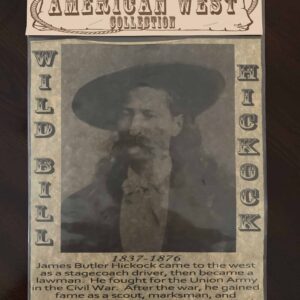 AMERICAN WEST
COLLECTION
WILD BILL
HICKOCK
1837-1876
James Butler Hickock came to the west
as a stagecoach driver, then became a
lawman. He fought for the Union Army
in the Civil War. After the war, he gained
fame as a scout, marksman, and